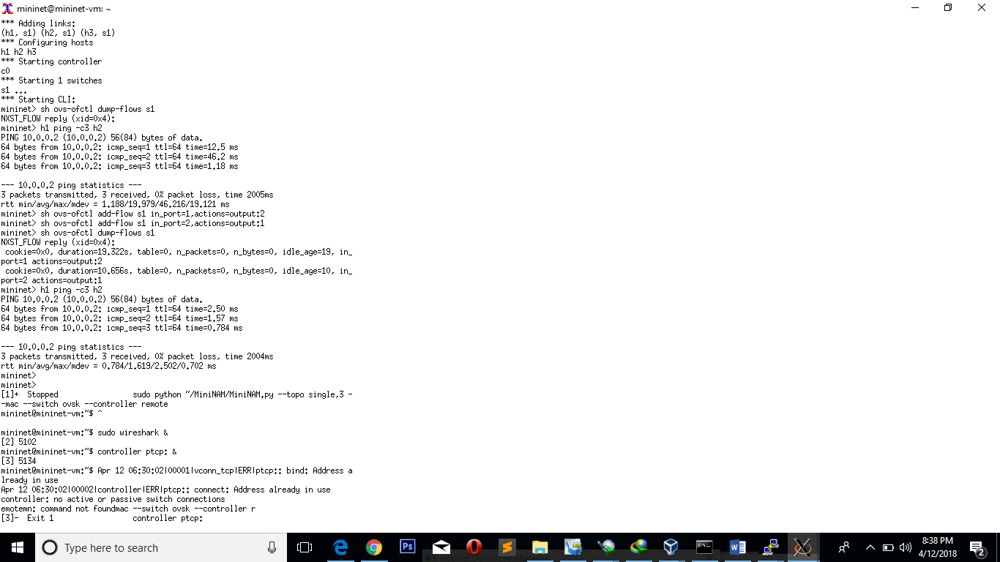 mininet@mininet-vm: ~
*** Adding links:
(h1, s1) (h2, s1) (h3, s1)
*** Configuring hosts
h1 h2 h3
*** Starting controller
c0
*** Starting 1 switches
s1 ...
*** Starting CLI:
mininet> sh ovs-ofctl dump-flows s1
NXST_FLOW reply (xid=0x4):
mininet> h1 ping -c3 h2
PING 10.0.0.2 (10.0.0.2) 56(84) bytes of data.
64 bytes from 10.0.0.2: icmp_seq=1 ttl=64 time=12.5 ms
64 bytes from 10.0.0.2: icmp_seq=2 ttl=64 time=46.2 ms
64 bytes from 10.0.0.2: icmp_seq=3 ttl=64 time=1.18 ms

--- 10.0.0.2 ping statistics ---
3 packets transmitted, 3 received, 0% packet loss, time 2005ms
rtt min/avg/max/mdev = 1.188/19.979/46.216/19.121 ms
mininet> sh ovs-ofctl add-flow s1 in_port=1,actions=output:2
mininet> sh ovs-ofctl add-flow s1 in_port=2,actions=output:1
mininet> sh ovs-ofctl dump-flows s1
NXST_FLOW reply (xid=0x4):
 cookie=0x0, duration=19.322s, table=0, n_packets=0, n_bytes=0, idle_age=19, in_
port=1 actions=output:2
 cookie=0x0, duration=10.656s, table=0, n_packets=0, n_bytes=0, idle_age=10, in_
port=2 actions=output:1
mininet> h1 ping -c3 h2
PING 10.0.0.2 (10.0.0.2) 56(84) bytes of data.
64 bytes from 10.0.0.2: icmp_seq=1 ttl=64 time=2.50 ms
64 bytes from 10.0.0.2: icmp_seq=2 ttl=64 time=1.57 ms
64 bytes from 10.0.0.2: icmp_seq=3 ttl=64 time=0.784 ms

--- 10.0.0.2 ping statistics ---
3 packets transmitted, 3 received, 0% packet loss, time 2004ms
rtt min/avg/max/mdev = 0.784/1.619/2.502/0.702 ms
mininet>
mininet>
[1]+  Stopped                 sudo python ~/MiniNAM/MiniNAM.py --topo single,3 -
-mac --switch ovsk --controller remote
mininet@mininet-vm:~$ ^

mininet@mininet-vm:~$ sudo wireshark &
[2] 5102
mininet@mininet-vm:~$ controller ptcp: &
[3] 5134
mininet@mininet-vm:~$ Apr 12 06:30:02|00001|vconn_tcp|ERR|ptcp:: bind: Address a
lready in use
Apr 12 06:30:02|00002|controller|ERR|ptcp:: connect: Address already in use
controller: no active or passive switch connections
emotemn: command not foundmac --switch ovsk --controller r
[3]-  Exit 1                  controller ptcp:
Type here to search
Ps
1 Internet Download Manager
8:38 PM
4/12/2018
2